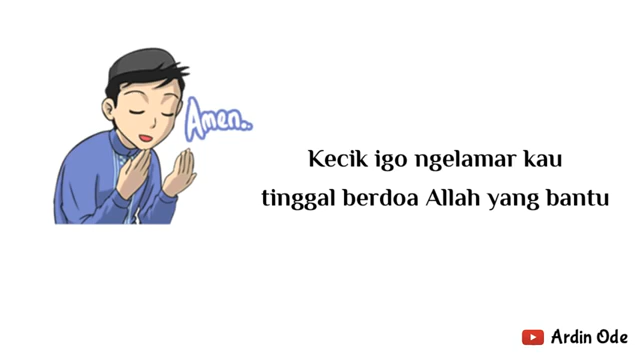 Amen..
Kecik igo ngelamar kau
tinggal berdoa Allah yang bantu
Ardin Ode